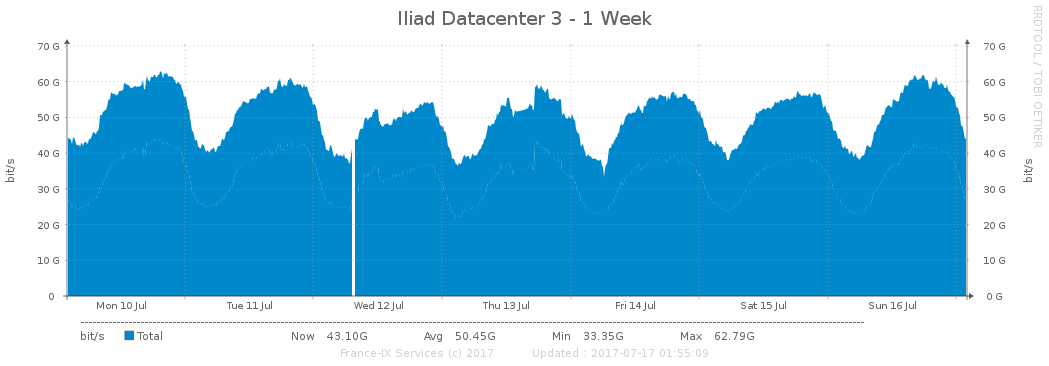 Iliad Datacenter 3 - 1 Week
RRDTOOL / TOBI OETIKER
70 G 70 G
60 G 60 G
50 G 50 G
40 G 40 G
30 G 30 G
20 G 20 G
10 G 10 G
0 0 G
bit/s bit/s
Mon 10 Jul Tue 11 Jul Wed 12 Jul Thu 13 Jul Fri 14 Jul Sat 15 Jul Sun 16 Jul
bit/s Total Now 43.10G Avg 50.45G Min 33.35G Max 62.79G
France-IX Services (c) 2017 Updated : 2017-07-17 01:55:09